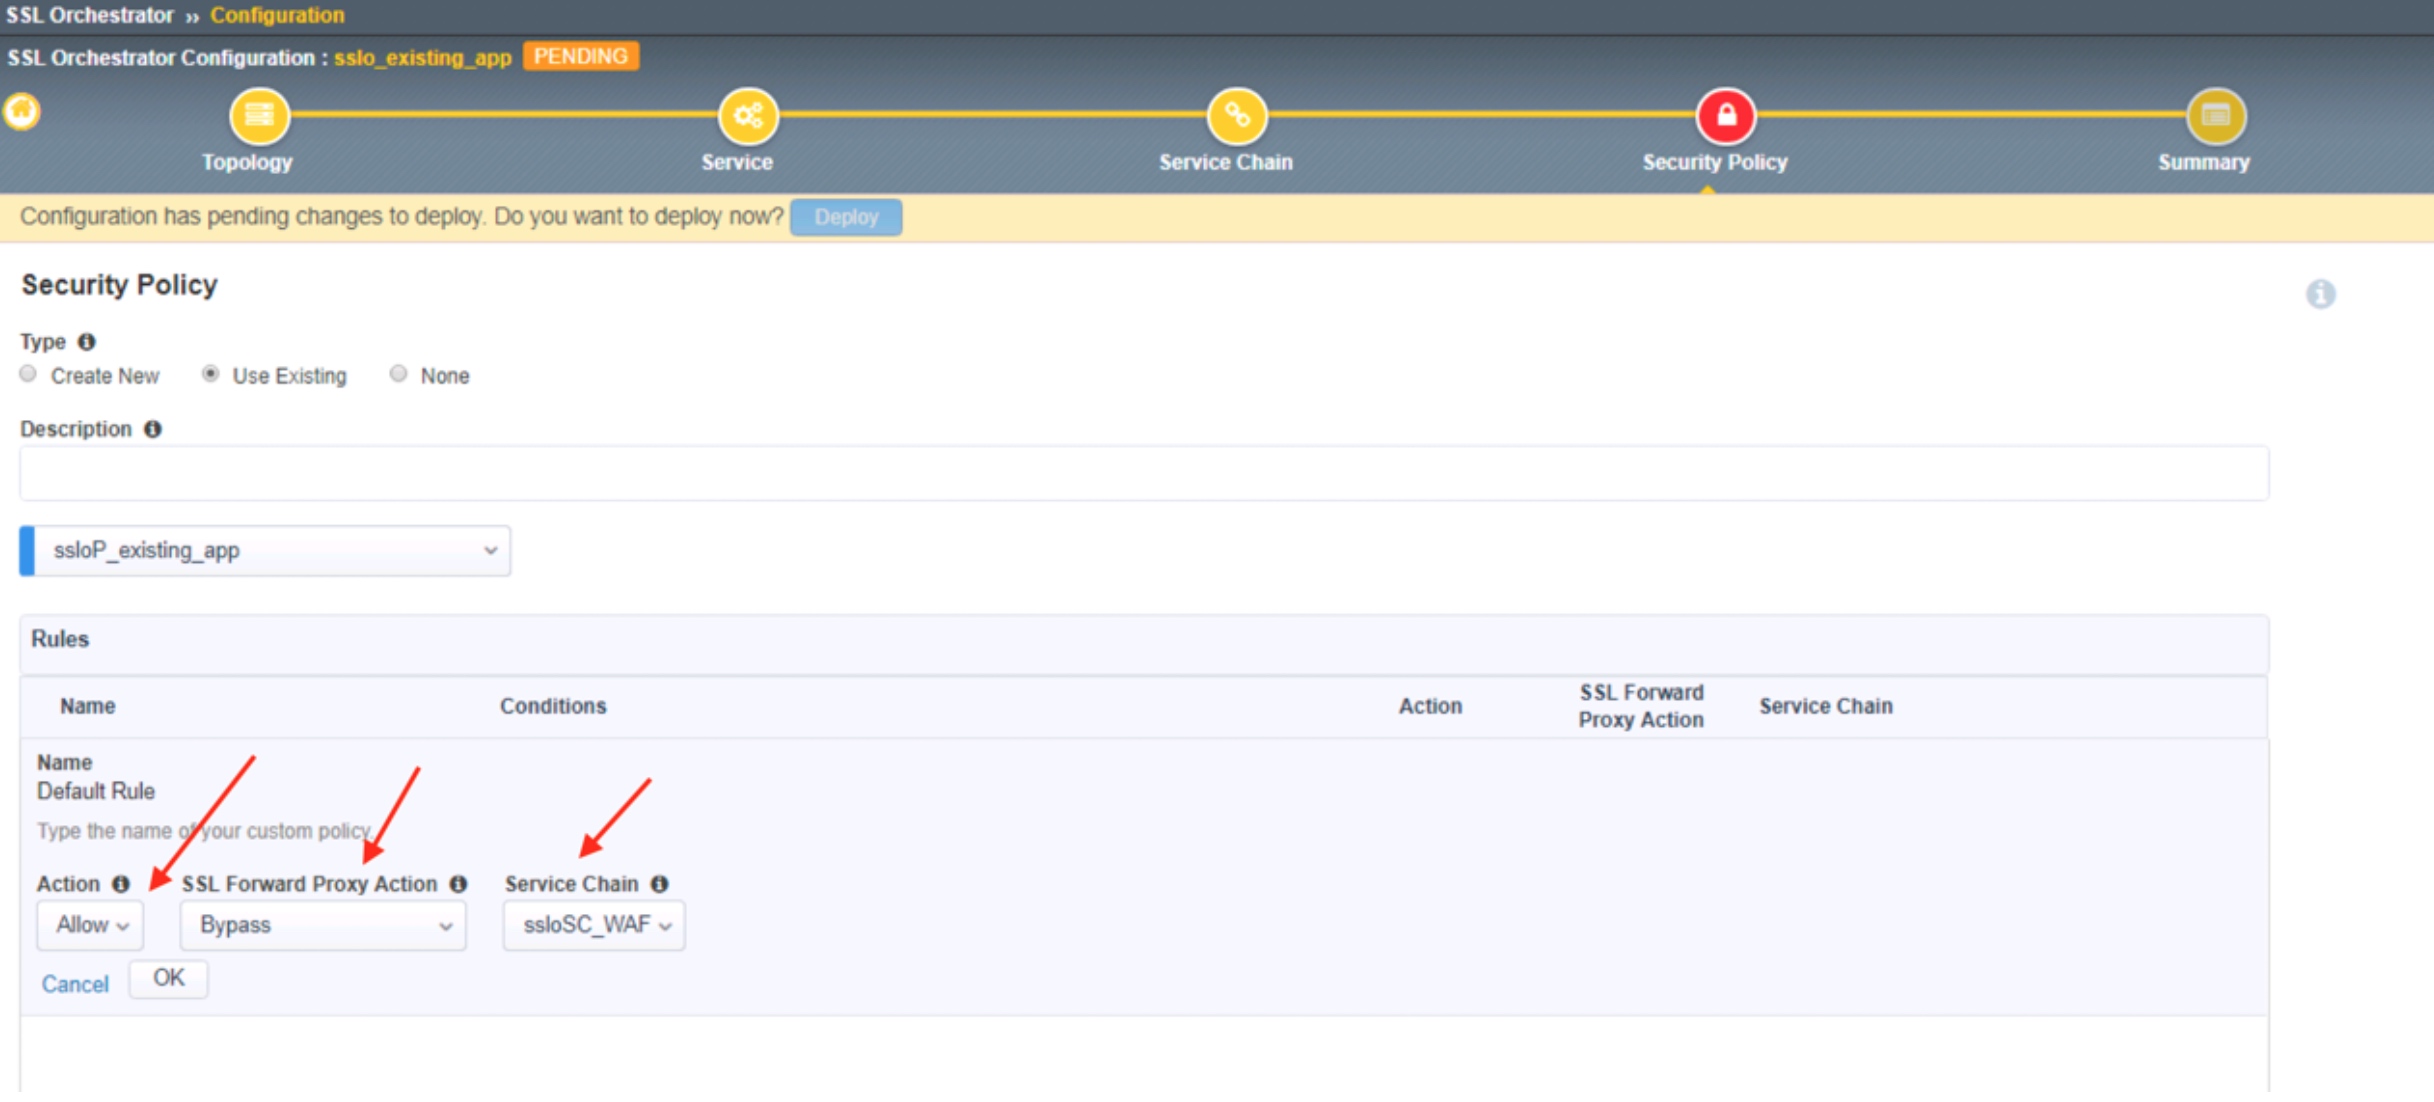 SSL Orchestrator ›› Configuration
SSL Orchestrator Configuration : sslo_existing_app PENDING
Topology Service Service Chain Security Policy Summary
Configuration has pending changes to deploy. Do you want to deploy now? Deploy
Security Policy
Type
Create New Use Existing None
Description
ssloP_existing_app
Rules
Name Conditions Action SSL Forward Proxy Action Service Chain
Name
Default Rule
Type the name of your custom policy.
Action SSL Forward Proxy Action Service Chain
Allow Bypass ssloSC_WAF
Cancel OK